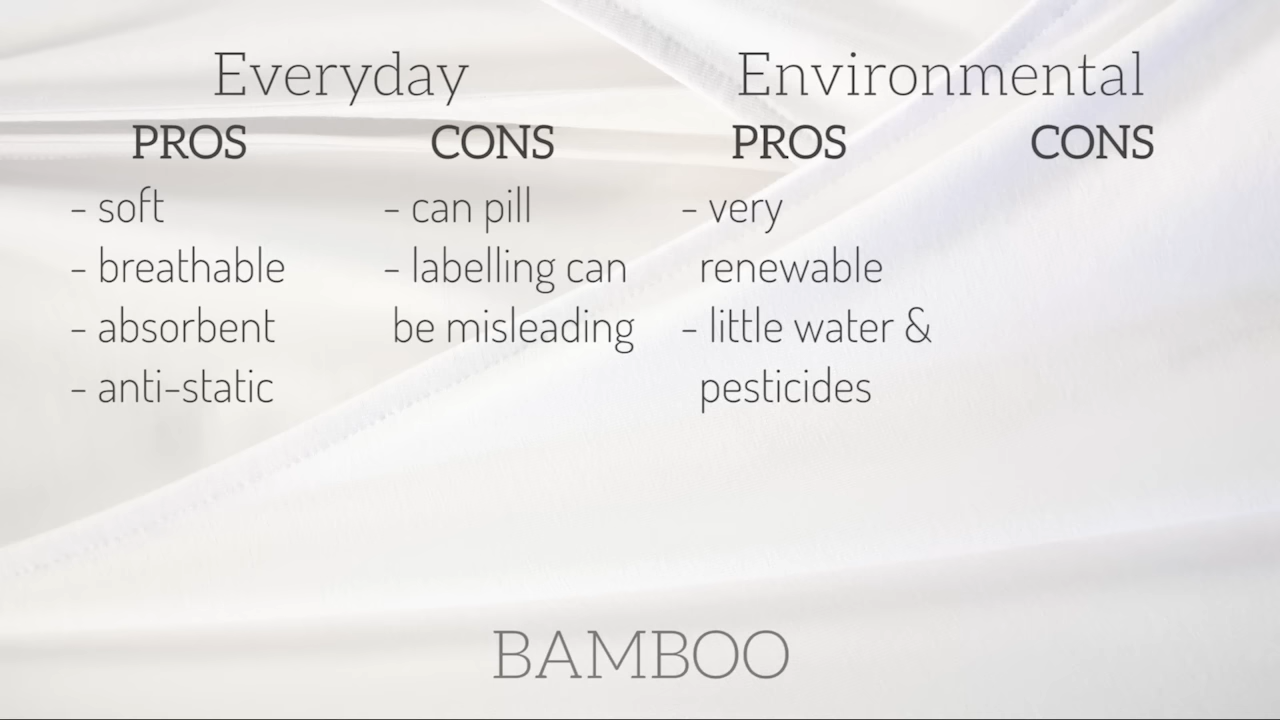 Everyday
Environmental
PROS
CONS
PROS
CONS
- soft
- breathable
- absorbent
- anti-static
- can pill
- labelling can
be misleading
- very
renewable
- little water &
pesticides
BAMBOO